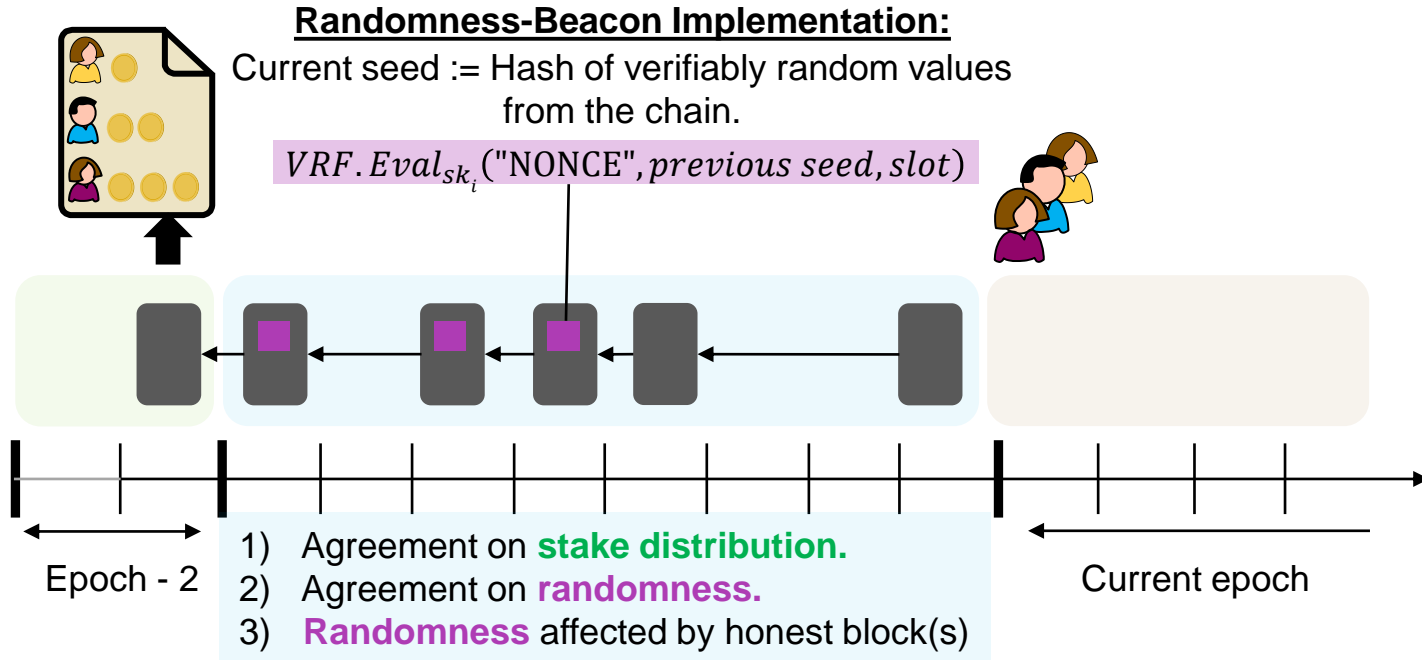 Randomness-Beacon Implementation:
Current seed := Hash of verifiably random values
from the chain.
VRF.Eval_{sk_i}("NONCE", previous seed, slot)
1) Agreement on stake distribution.
2) Agreement on randomness.
3) Randomness affected by honest block(s)
Epoch - 2
Current epoch